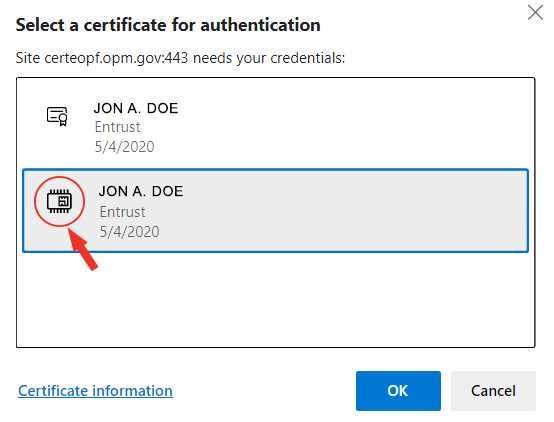 Select a certificate for authentication
Site certeopf.opm.gov:443 needs your credentials:
JON A. DOE
Entrust
5/4/2020
JON A. DOE
Entrust
5/4/2020
Certificate information
OK
Cancel